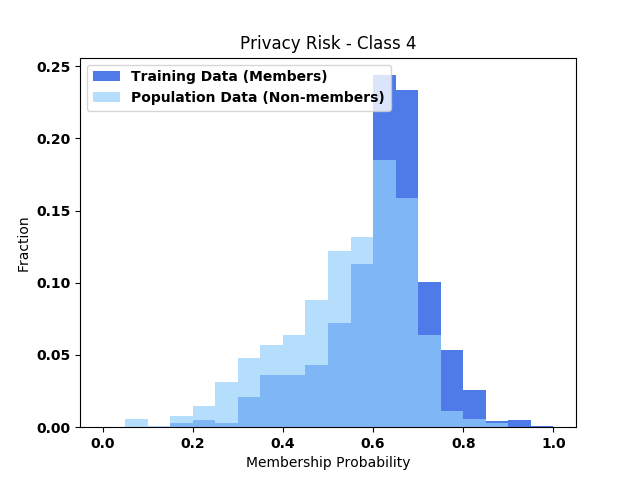 Privacy Risk - Class 4
Training Data (Members)
Population Data (Non-members)
Fraction
0.25
0.20
0.15
0.10
0.05
0.00
0.0 0.2 0.4 0.6 0.8 1.0
Membership Probability